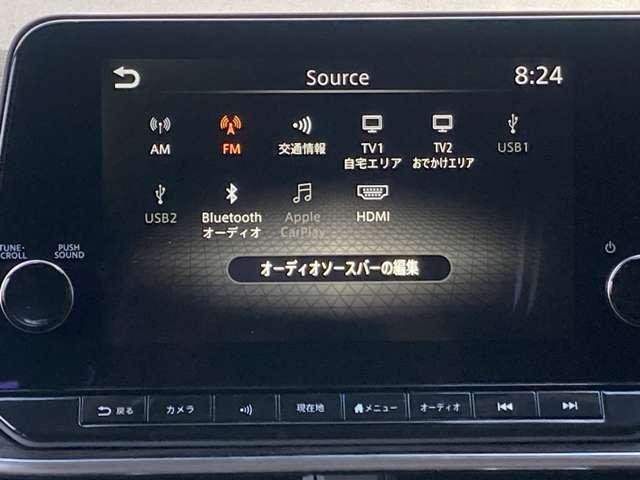 Source
8:24
AM
FM
交通情報
TV1
自宅エリア
TV2
おでかけエリア
USB1
USB2
Bluetooth
オーディオ
Apple
CarPlay
HDMI
オーディオソースバーの編集
TUNE·
SCROLL
PUSH
SOUND
戻る
カメラ
現在地
メニュー
オーディオ